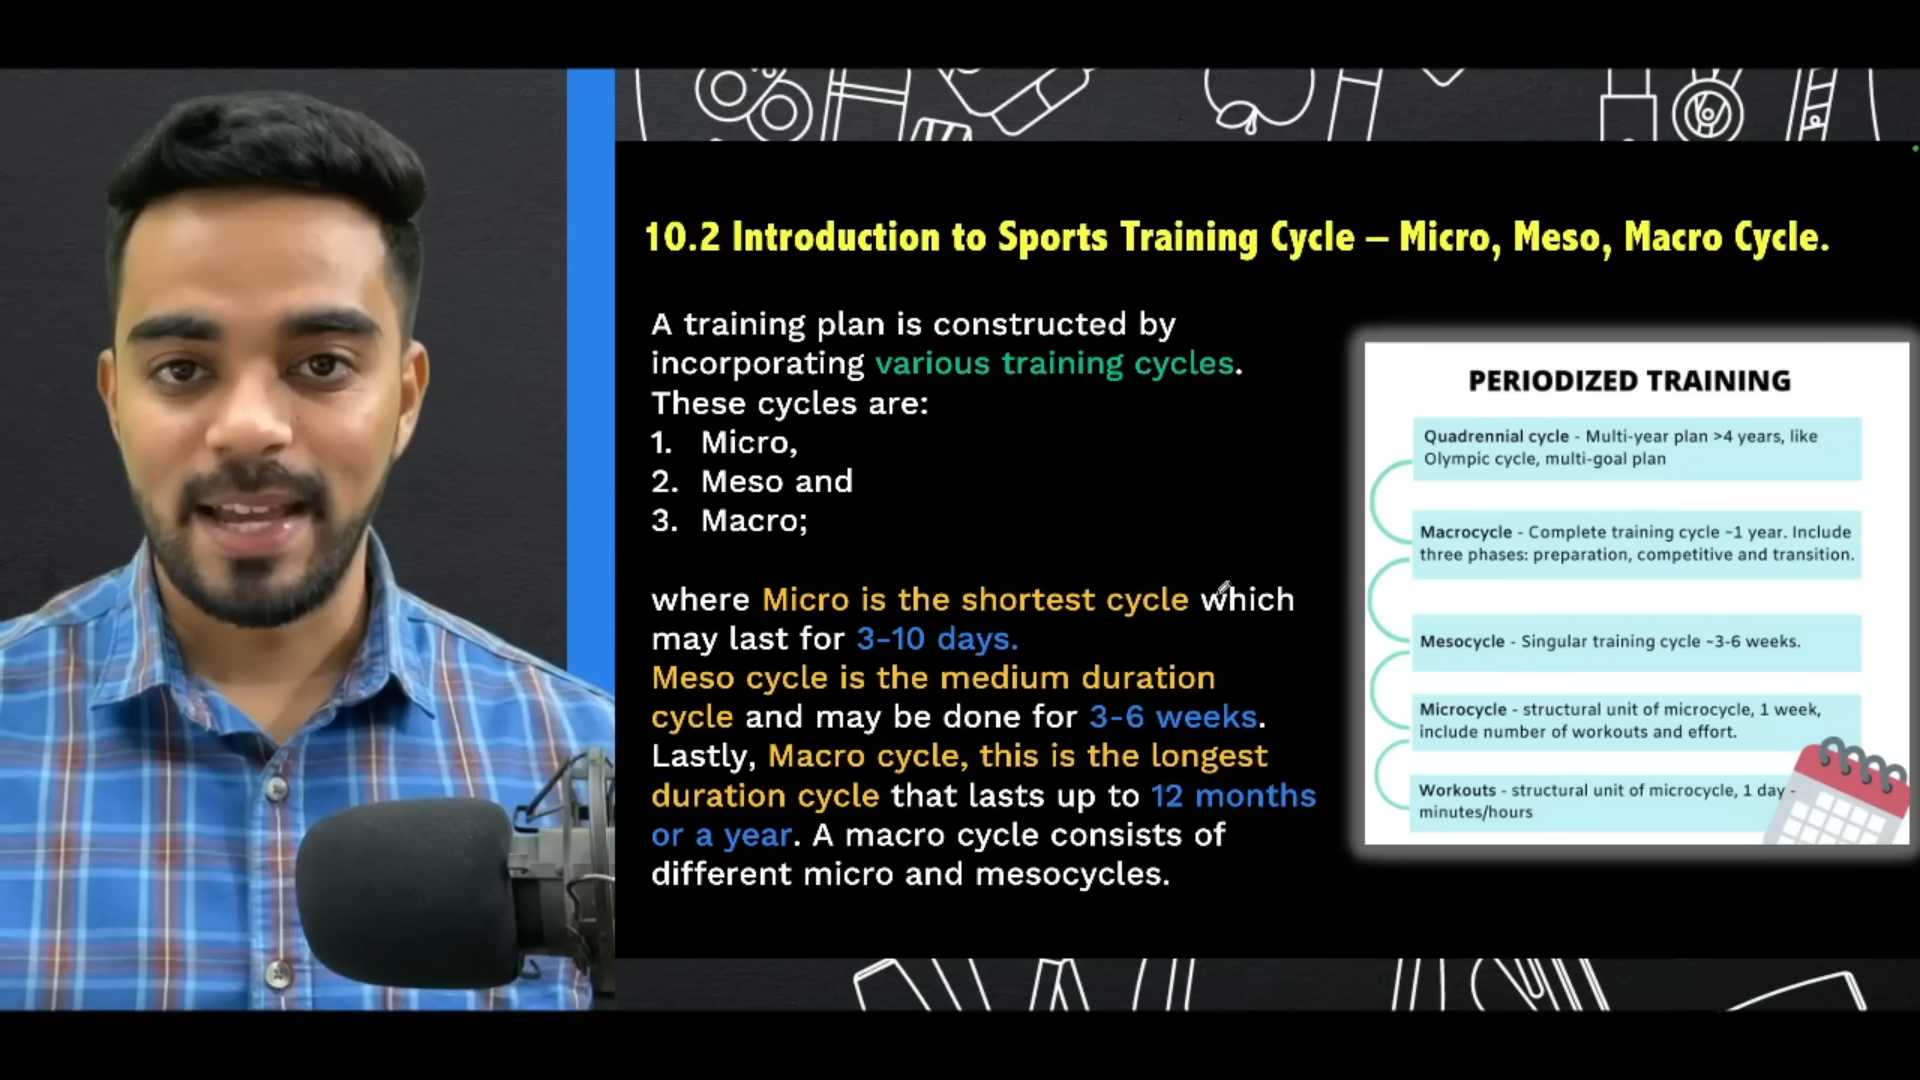 10.2 Introduction to Sports Training Cycle – Micro, Meso, Macro Cycle.
A training plan is constructed by
incorporating various training cycles.
These cycles are:
1. Micro,
2. Meso and
3. Macro;
where Micro is the shortest cycle which
may last for 3-10 days.
Meso cycle is the medium duration
cycle and may be done for 3-6 weeks.
Lastly, Macro cycle, this is the longest
duration cycle that lasts up to 12 months
or a year. A macro cycle consists of
different micro and mesocycles.
PERIODIZED TRAINING
Quadrennial cycle - Multi-year plan >4 years, like
Olympic cycle, multi-goal plan
Macrocycle - Complete training cycle ~1 year. Include
three phases: preparation, competitive and transition.
Mesocycle - Singular training cycle ~3-6 weeks.
Microcycle - structural unit of microcycle, 1 week,
include number of workouts and effort.
Workouts - structural unit of microcycle, 1 day -
minutes/hours